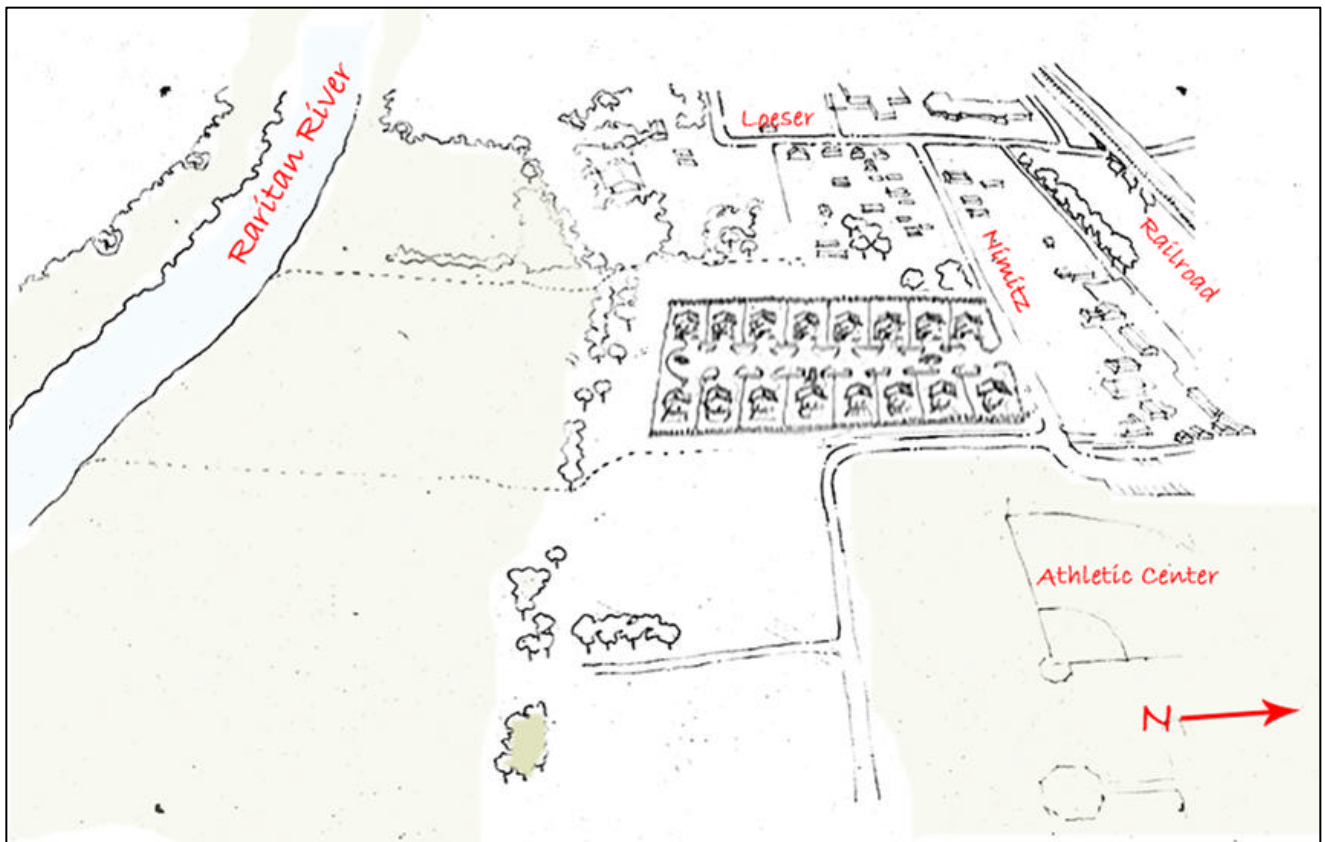 Raritan River
Loeser
Nimitz
Railroad
Athletic Center
N